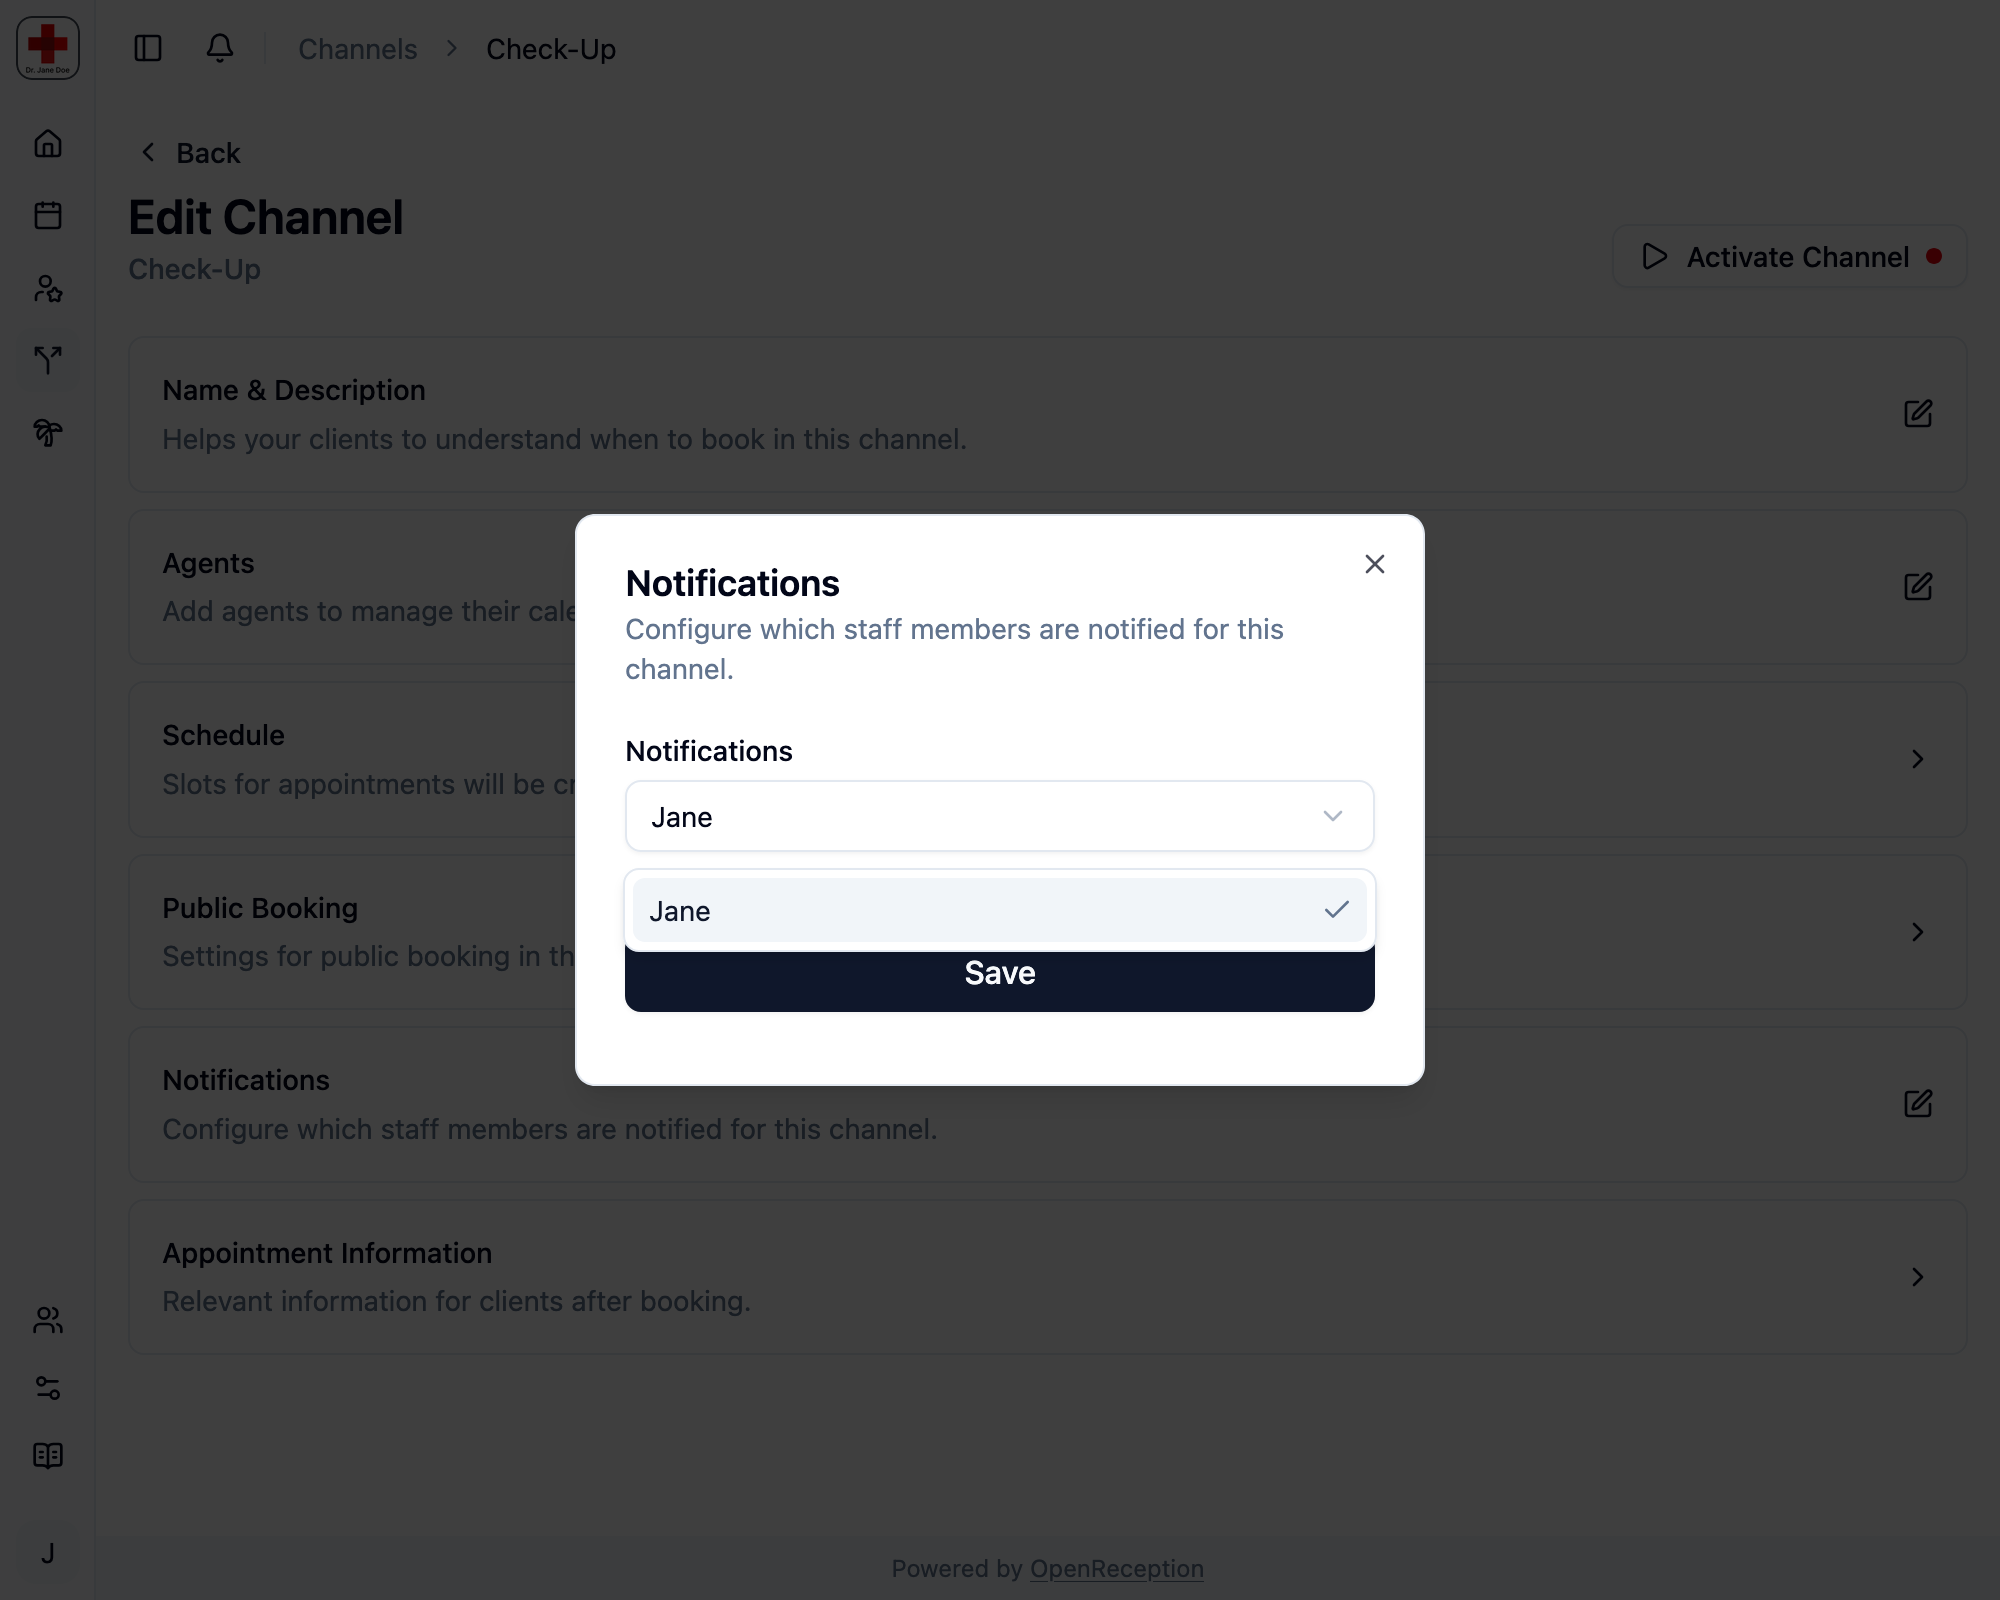 Dr. Jane Doe
Channels
Check-Up
Back
Edit Channel
Check-Up
Activate Channel
Name & Description
Helps your clients to understand when to book in this channel.
Agents
Add agents to manage their cale
Schedule
Slots for appointments will be cr
Public Booking
Settings for public booking in th
Notifications
Configure which staff members are notified for this channel.
Appointment Information
Relevant information for clients after booking.
Notifications
Configure which staff members are notified for this
channel.
Notifications
Jane
Jane
Save
J
Powered by OpenReception